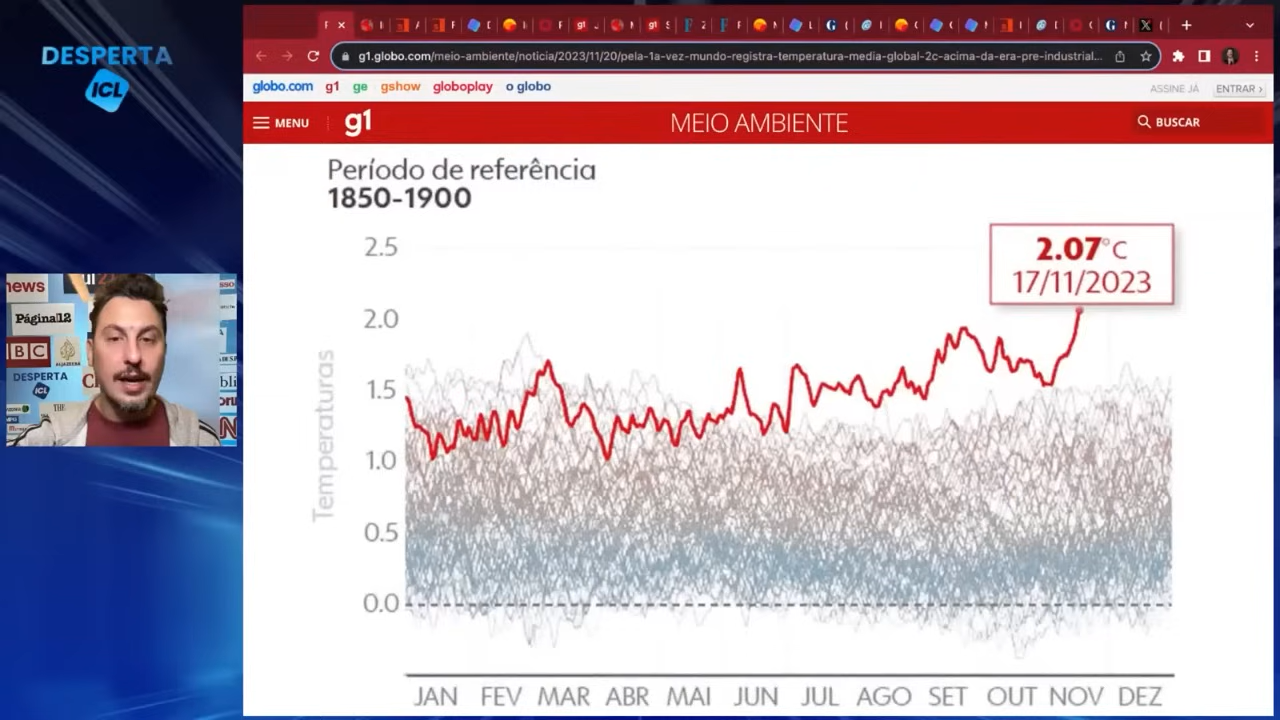 DESPERTA
ICL
g1.globo.com/meio-ambiente/noticia/2023/11/20/pela-1a-vez-mundo-registra-temperatura-media-global-2c-acima-da-era-pre-industrial...
globo.com g1 ge gshow globoplay o globo
ASSINE JÁ
ENTRAR ›
MENU
g1
MEIO AMBIENTE
BUSCAR
Período de referência
1850-1900
2.5
2.0
1.5
1.0
0.5
0.0
Temperaturas
2.07°C
17/11/2023
JAN FEV MAR ABR MAI JUN JUL AGO SET OUT NOV DEZ
news
Página12
BBC
DESPERTA
ICL
THE